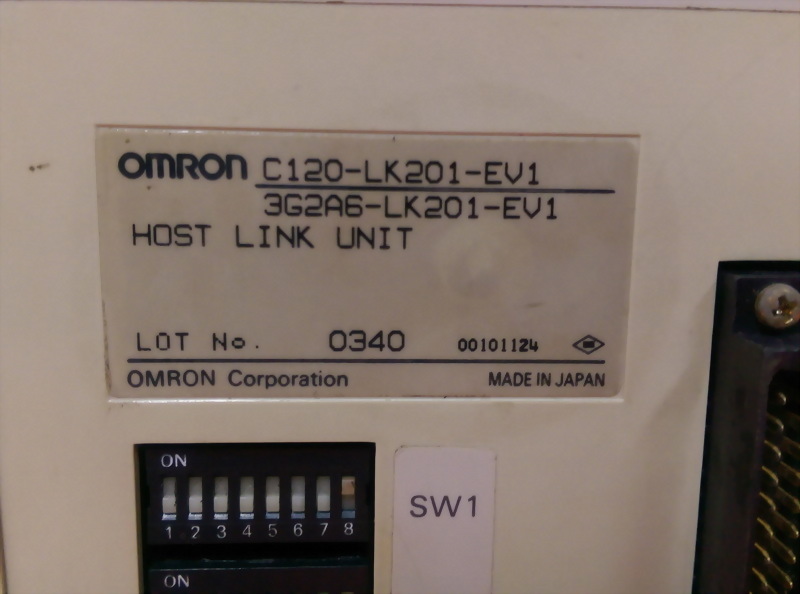 OMRON C120-LK201-EV1
3G2A6-LK201-EV1
HOST LINK UNIT
LOT No. 0340 00101124
OMRON Corporation MADE IN JAPAN
ON
1 2 3 4 5 6 7 8
SW1
ON